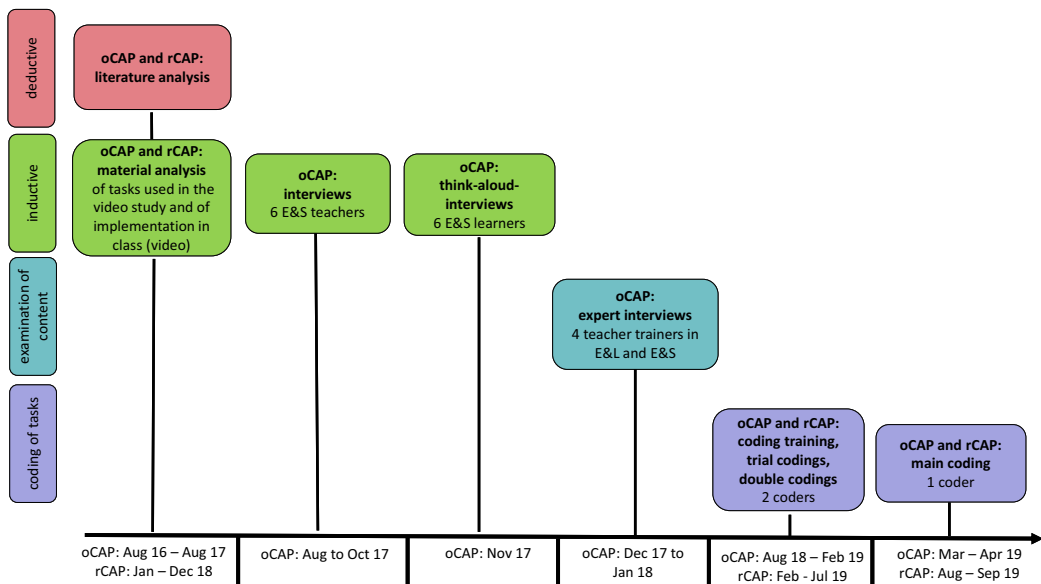 deductive
oCAP and rCAP:
literature analysis
inductive
oCAP and rCAP:
material analysis
of tasks used in the
video study and of
implementation in
class (video)
oCAP:
interviews
6 E&S teachers
oCAP:
think-aloud-
interviews
6 E&S learners
examination of
content
oCAP:
expert interviews
4 teacher trainers in
E&L and E&S
coding of tasks
oCAP and rCAP:
coding training,
trial codings,
double codings
2 coders
oCAP and rCAP:
main coding
1 coder
oCAP: Aug 16 – Aug 17
rCAP: Jan – Dec 18
oCAP: Aug to Oct 17
oCAP: Nov 17
oCAP: Dec 17 to
Jan 18
oCAP: Aug 18 – Feb 19
rCAP: Feb - Jul 19
oCAP: Mar – Apr 19
rCAP: Aug – Sep 19